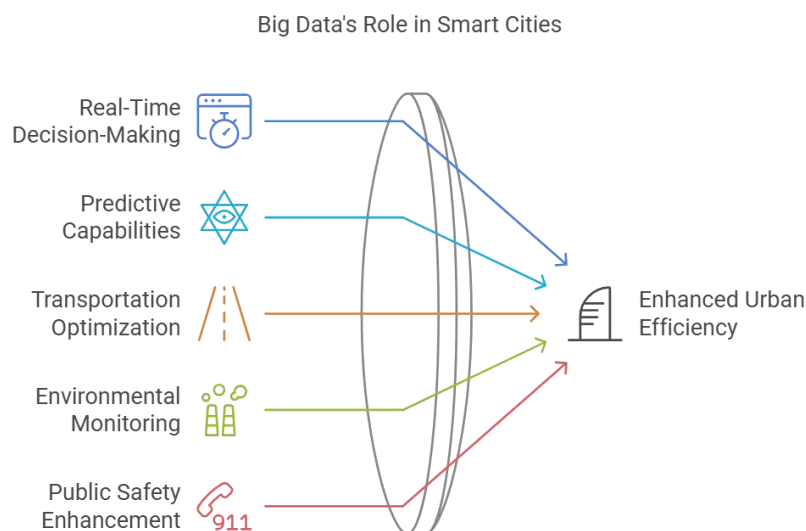 Big Data's Role in Smart Cities
Real-Time
Decision-Making
Predictive
Capabilities
Transportation
Optimization
Environmental
Monitoring
Public Safety
Enhancement
911
Enhanced Urban
Efficiency